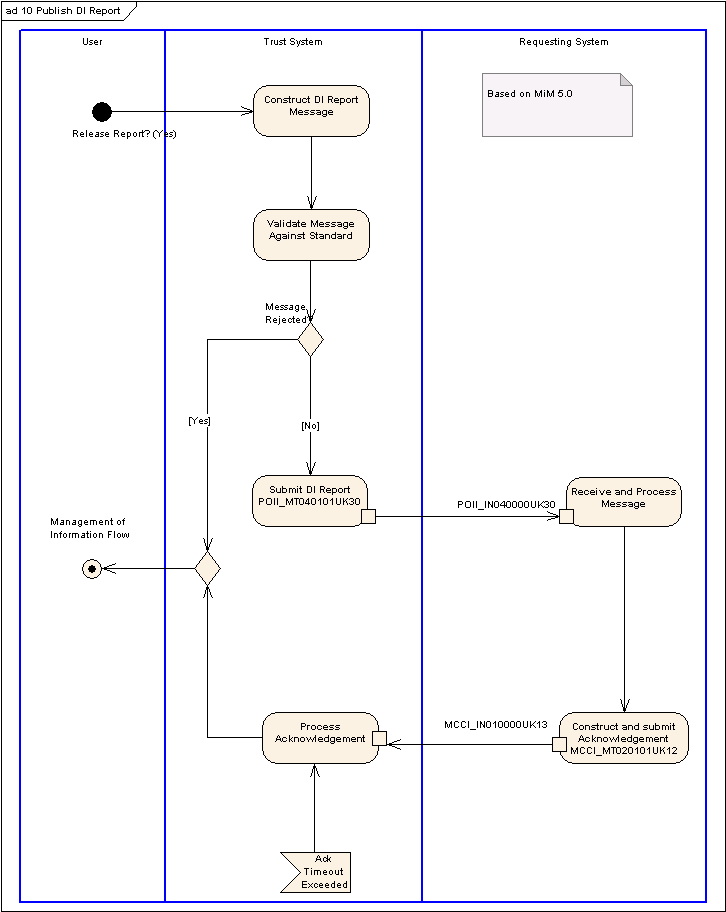 ad 10 Publish DI Report
User
Trust System
Requesting System
Based on MiM 5.0
Construct DI Report
Message
Release Report? (Yes)
Validate Message
Against Standard
Message
Rejected
[Yes]
[No]
Submit DI Report
POII_MT040101UK30
POII_IN040000UK30
Receive and Process
Message
Management of
Information Flow
Process
Acknowledgement
MCCI_IN010000UK13
Construct and submit
Acknowledgement
MCCI_MT020101UK12
Ack
Timeout
Exceeded